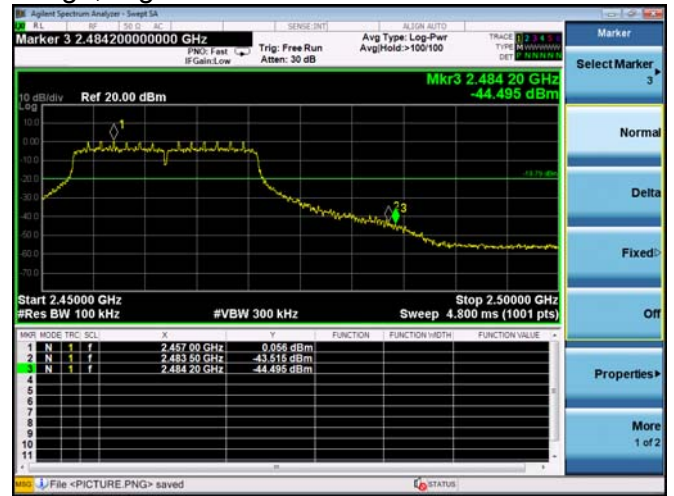 Agilent Spectrum Analyzer - Swept SA
RL RF 50 Ω AC SENSE:INT ALIGN AUTO
Marker 3 2.484200000000 GHz
PNO: Fast
IFGain:Low
Trig: Free Run
Atten: 30 dB
Avg Type: Log-Pwr
Avg|Hold:>100/100
TRACE 1 2 3 4 5 6
TYPE M WWWWW
DET P NNNNN
Mkr3 2.484 20 GHz
-44.495 dBm
10 dB/div Ref 20.00 dBm
Log
10.0
0.00
-10.0
-20.0
-30.0
-40.0
-50.0
-60.0
-70.0
1
2 3
Start 2.45000 GHz Stop 2.50000 GHz
#Res BW 100 kHz #VBW 300 kHz Sweep 4.800 ms (1001 pts)
MKR MODE TRC SCL X Y FUNCTION FUNCTION WIDTH FUNCTION VALUE
1 N 1 f 2.457 00 GHz 0.056 dBm
2 N 1 f 2.483 50 GHz -43.515 dBm
3 N 1 f 2.484 20 GHz -44.495 dBm
4
5
6
7
8
9
10
11
MSG File <PICTURE.PNG> saved STATUS
Marker
Select Marker
3
Normal
Delta
Fixed
Off
Properties
More
1 of 2